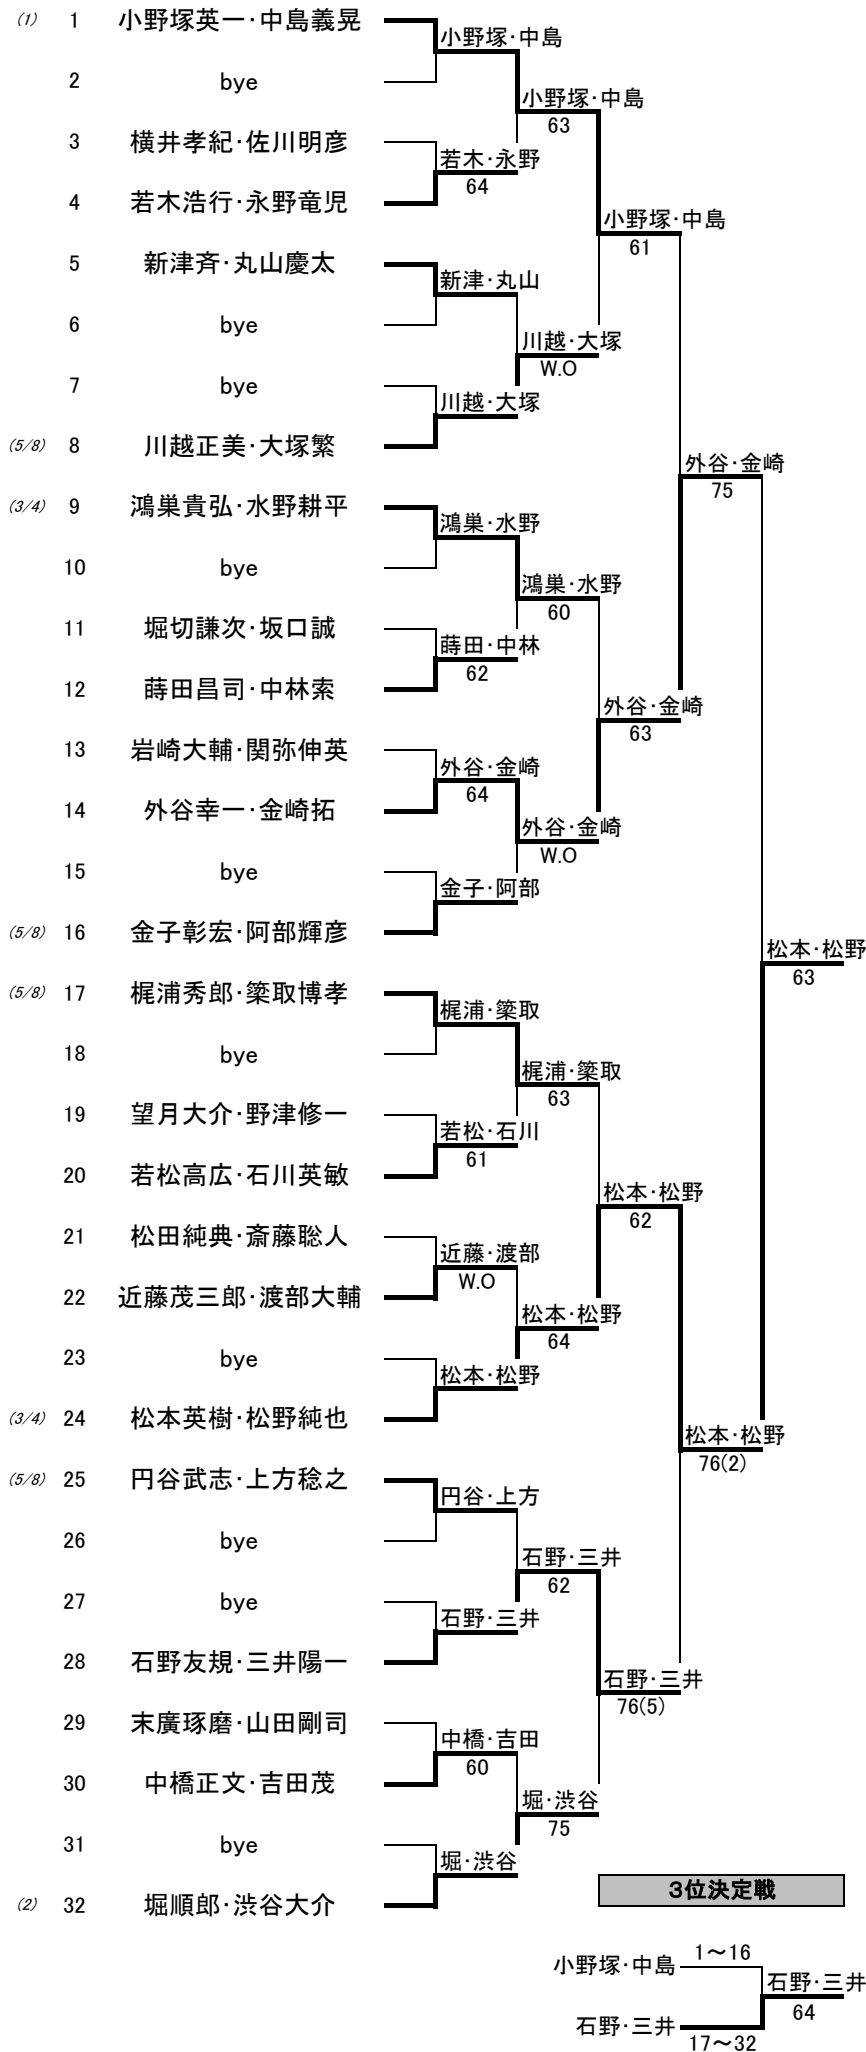 (1) 1 小野塚英一・中島義晃
小野塚・中島
2 bye
小野塚・中島
63
3 横井孝紀・佐川明彦
若木・永野
64
4 若木浩行・永野竜児
小野塚・中島
61
5 新津斉・丸山慶太
新津・丸山
6 bye
川越・大塚
W.O
7 bye
川越・大塚
(5/8) 8 川越正美・大塚繁
外谷・金崎
75
(3/4) 9 鴻巣貴弘・水野耕平
鴻巣・水野
10 bye
鴻巣・水野
60
11 堀切謙次・坂口誠
蒔田・中林
62
12 蒔田昌司・中林索
外谷・金崎
63
13 岩崎大輔・関弥伸英
外谷・金崎
64
14 外谷幸一・金崎拓
外谷・金崎
W.O
15 bye
金子・阿部
(5/8) 16 金子彰宏・阿部輝彦
松本・松野
63
(5/8) 17 梶浦秀郎・簗取博孝
梶浦・簗取
18 bye
梶浦・簗取
63
19 望月大介・野津修一
若松・石川
61
20 若松高広・石川英敏
松本・松野
62
21 松田純典・斎藤聡人
近藤・渡部
W.O
22 近藤茂三郎・渡部大輔
松本・松野
64
23 bye
松本・松野
(3/4) 24 松本英樹・松野純也
松本・松野
76(2)
(5/8) 25 円谷武志・上方稔之
円谷・上方
26 bye
石野・三井
62
27 bye
石野・三井
28 石野友規・三井陽一
石野・三井
76(5)
29 末廣琢磨・山田剛司
中橋・吉田
60
30 中橋正文・吉田茂
堀・渋谷
75
31 bye
堀・渋谷
(2) 32 堀順郎・渋谷大介
3位決定戦
1～16
小野塚・中島
石野・三井
64
石野・三井
17～32